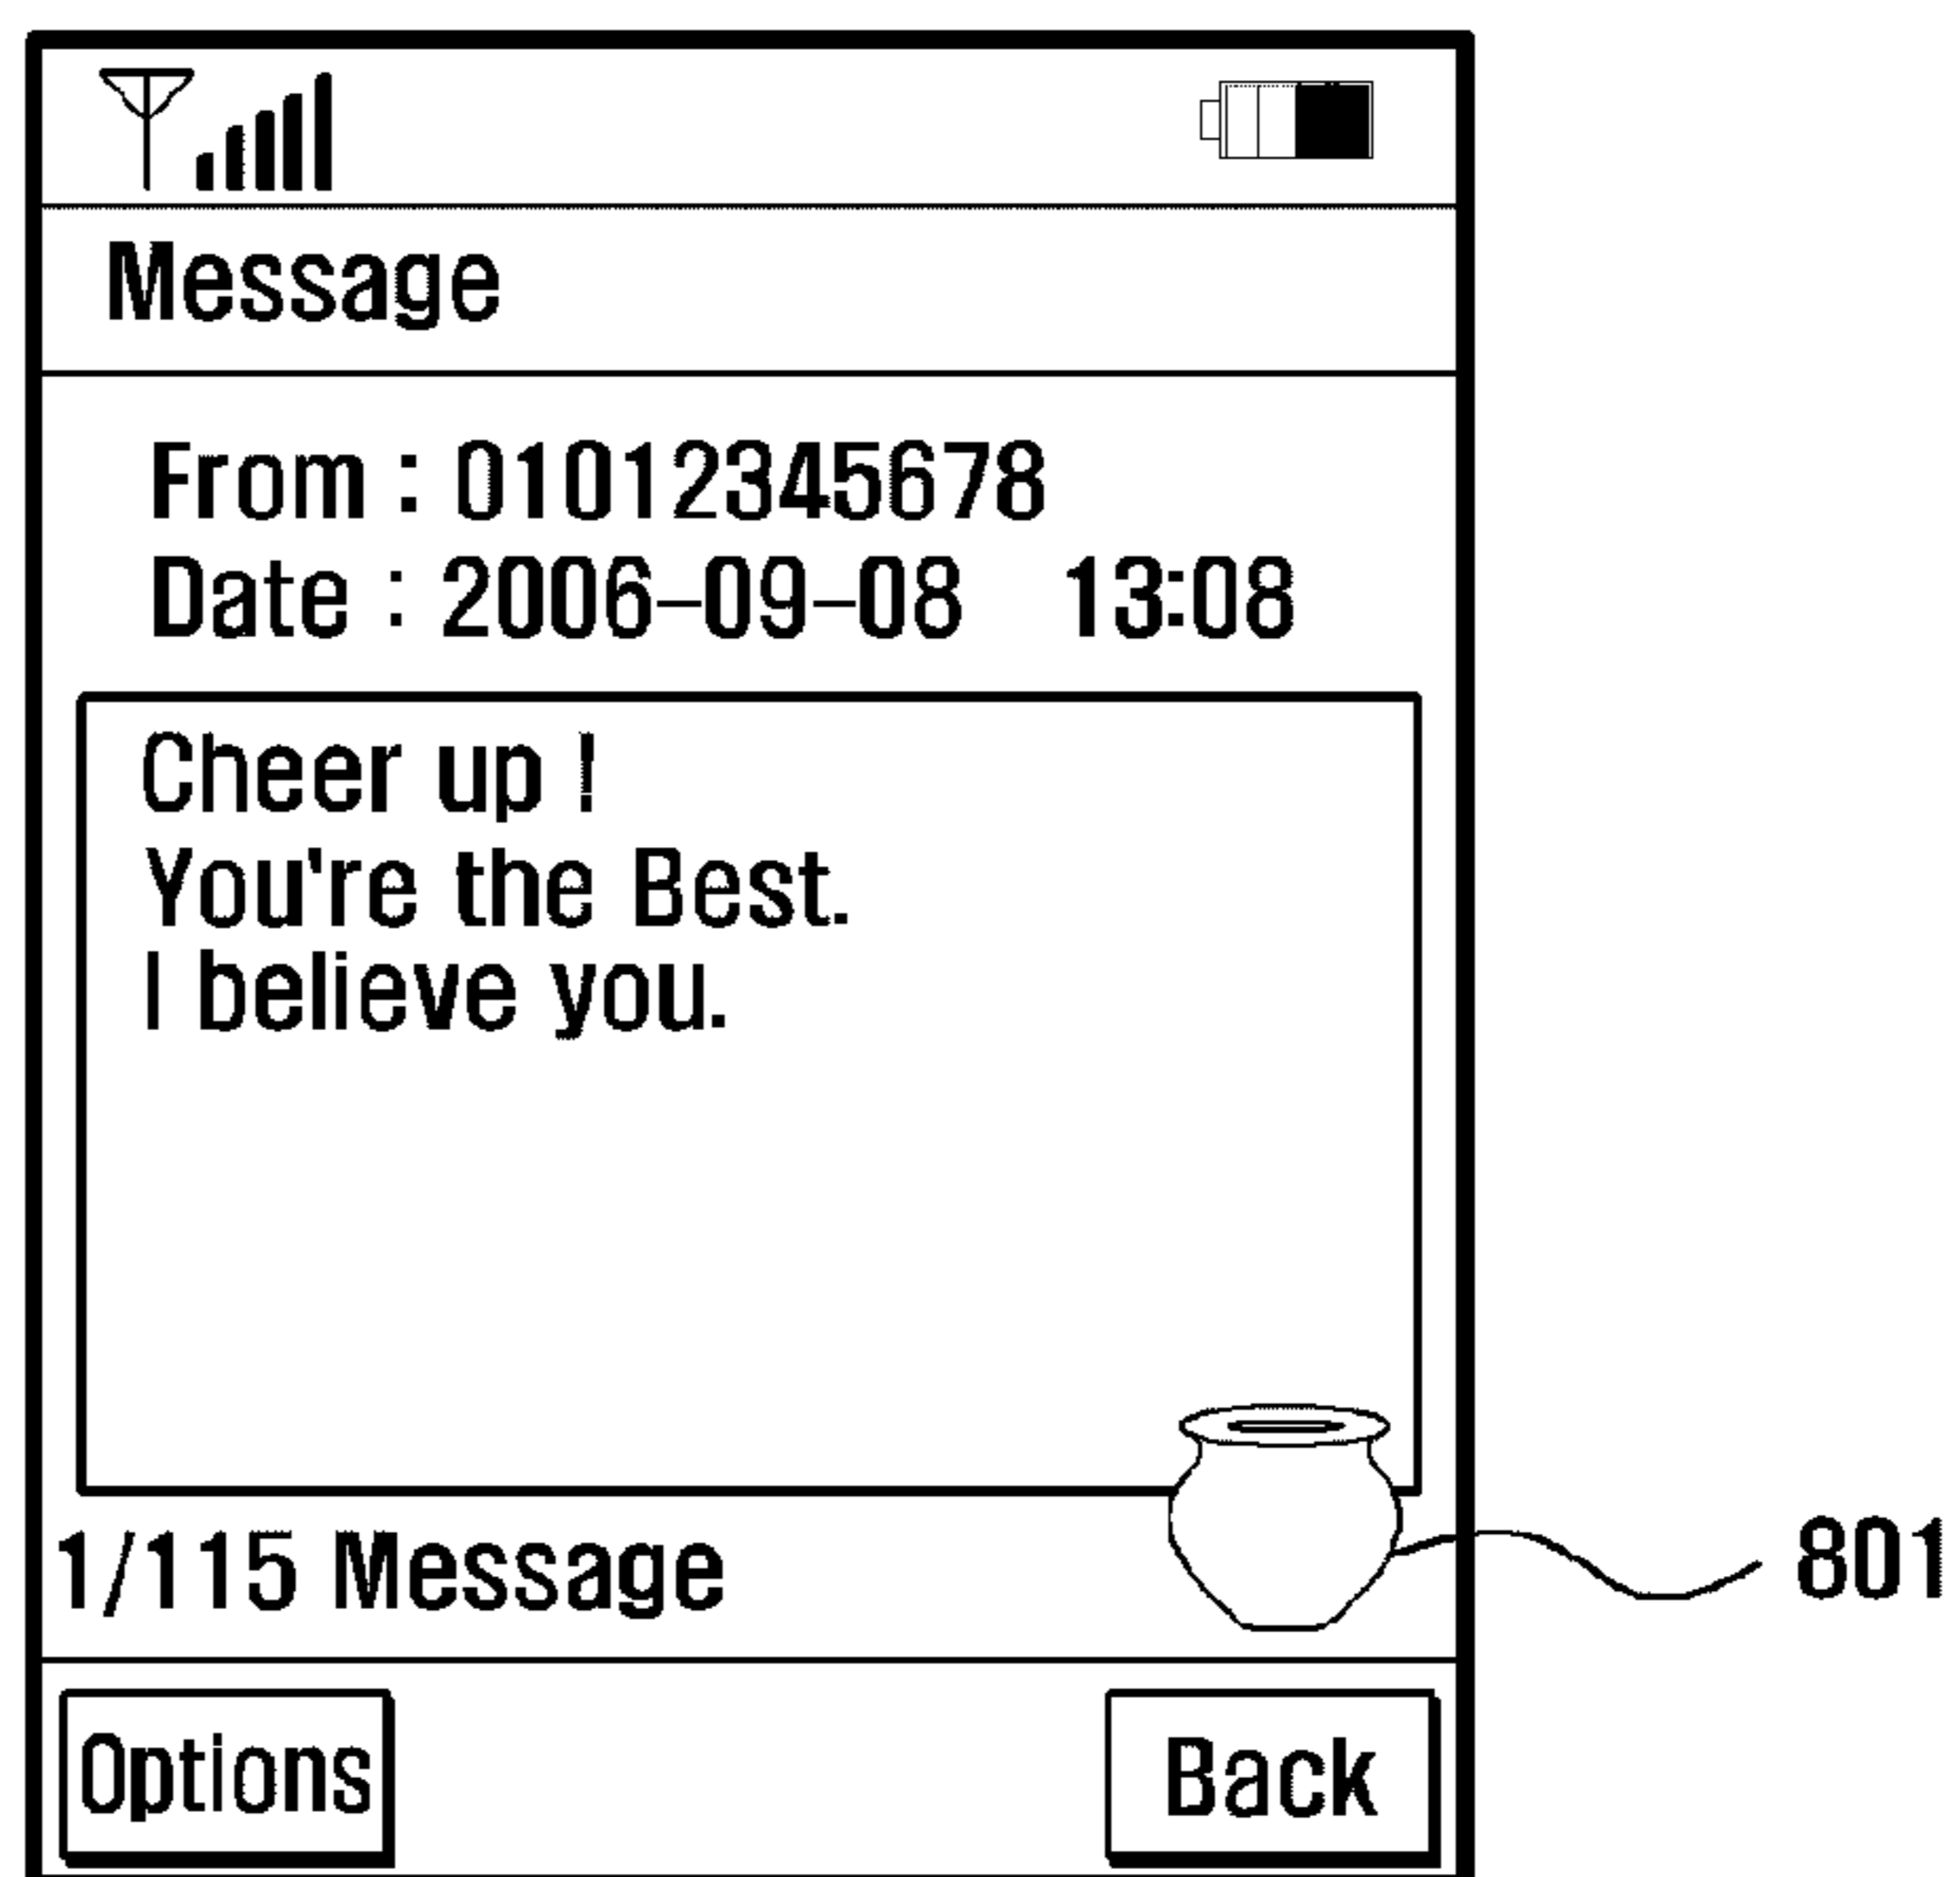 Message
From : 01012345678
Date : 2006-09-08 13:08
Cheer up !
You're the Best.
I believe you.
1/115 Message
801
Options
Back